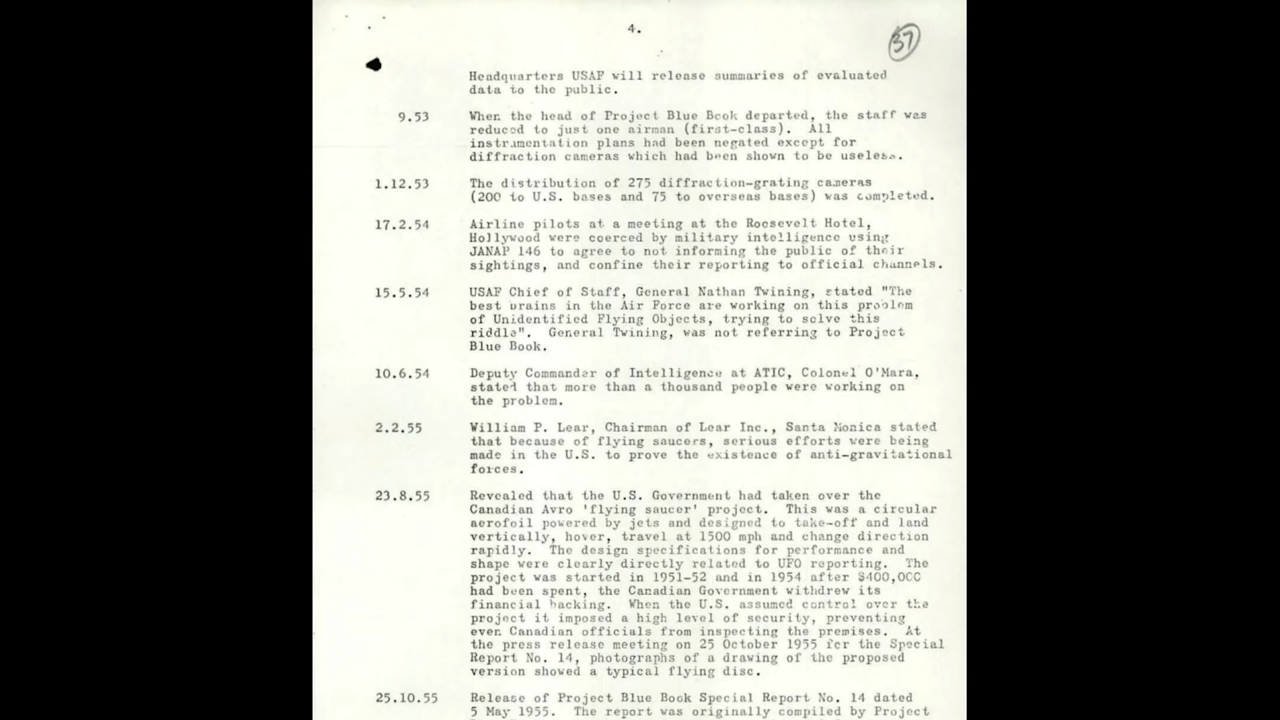 4.
37
Headquarters USAF will release summaries of evaluated
data to the public.
9.53 When the head of Project Blue Book departed, the staff was
reduced to just one airman (first-class). All
instrumentation plans had been negated except for
diffraction cameras which had been shown to be useless.
1.12.53 The distribution of 275 diffraction-grating cameras
(200 to U.S. bases and 75 to overseas bases) was completed.
17.2.54 Airline pilots at a meeting at the Roosevelt Hotel,
Hollywood were coerced by military intelligence using
JANAP 146 to agree to not informing the public of their
sightings, and confine their reporting to official channels.
15.5.54 USAF Chief of Staff, General Nathan Twining, stated "The
best brains in the Air Force are working on this problem
of Unidentified Flying Objects, trying to solve this
riddle". General Twining, was not referring to Project
Blue Book.
10.6.54 Deputy Commander of Intelligence at ATIC, Colonel O'Mara,
stated that more than a thousand people were working on
the problem.
2.2.55 William P. Lear, Chairman of Lear Inc., Santa Monica stated
that because of flying saucers, serious efforts were being
made in the U.S. to prove the existence of anti-gravitational
forces.
23.8.55 Revealed that the U.S. Government had taken over the
Canadian Avro 'flying saucer' project. This was a circular
aerofoil powered by jets and designed to take-off and land
vertically, hover, travel at 1500 mph and change direction
rapidly. The design specifications for performance and
shape were clearly directly related to UFO reporting. The
project was started in 1951-52 and in 1954 after $400,000
had been spent, the Canadian Government withdrew its
financial backing. When the U.S. assumed control over the
project it imposed a high level of security, preventing
even Canadian officials from inspecting the premises. At
the press release meeting on 25 October 1955 for the Special
Report No. 14, photographs of a drawing of the proposed
version showed a typical flying disc.
25.10.55 Release of Project Blue Book Special Report No. 14 dated
5 May 1955. The report was originally compiled by Project